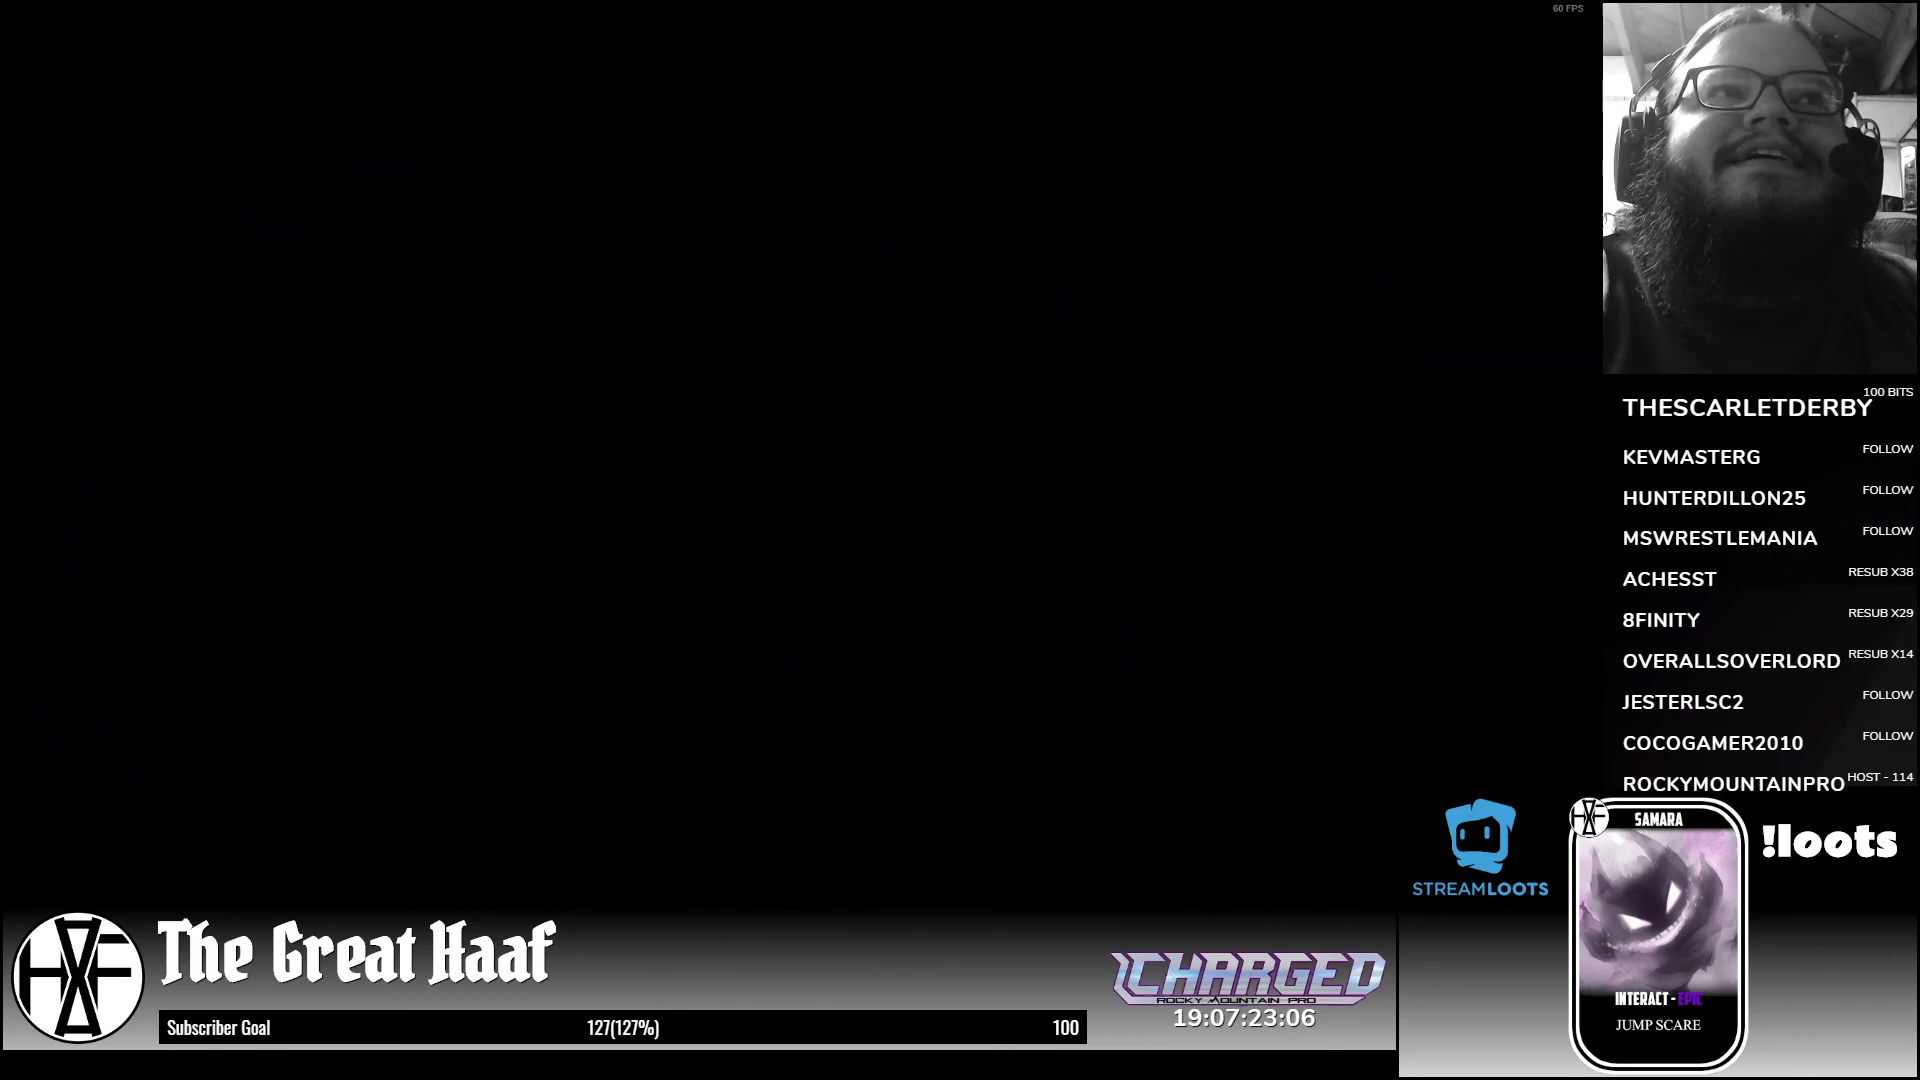 60 FPS
100 BITS
THESCARLETDERBY
KEVMASTERG FOLLOW
HUNTERDILLON25 FOLLOW
MSWRESTLEMANIA FOLLOW
ACHESST RESUB X38
8FINITY RESUB X29
OVERALLSOVERLORD RESUB X14
JESTERLSC2 FOLLOW
COCOGAMER2010 FOLLOW
ROCKYMOUNTAINPRO HOST - 114
STREAMLOOTS
HF
SAMARA
INTERACT - EPIC
JUMP SCARE
!loots
HF
The Great Haaf
Subscriber Goal 127(127%) 100
CHARGED
ROCKY MOUNTAIN PRO
19:07:23:06